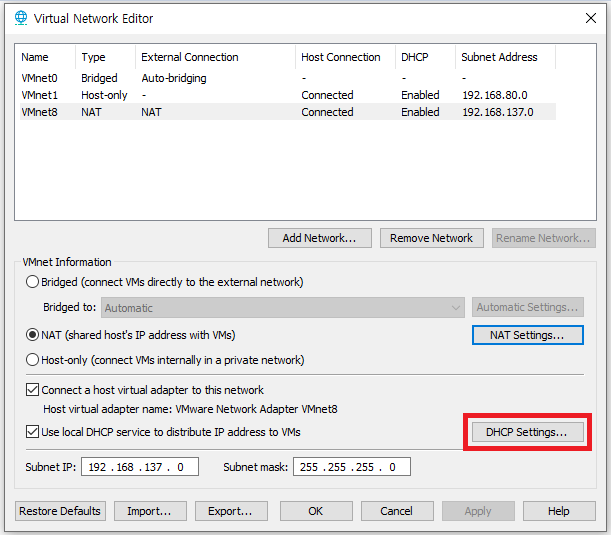 Virtual Network Editor
Name Type External Connection Host Connection DHCP Subnet Address
VMnet0 Bridged Auto-bridging - - -
VMnet1 Host-only - Connected Enabled 192.168.80.0
VMnet8 NAT NAT Connected Enabled 192.168.137.0
Add Network... Remove Network Rename Network...
VMnet Information
Bridged (connect VMs directly to the external network)
Bridged to: Automatic Automatic Settings...
NAT (shared host's IP address with VMs) NAT Settings...
Host-only (connect VMs internally in a private network)
Connect a host virtual adapter to this network
Host virtual adapter name: VMware Network Adapter VMnet8
Use local DHCP service to distribute IP address to VMs DHCP Settings...
Subnet IP: 192 . 168 . 137 . 0 Subnet mask: 255 . 255 . 255 . 0
Restore Defaults Import... Export... OK Cancel Apply Help